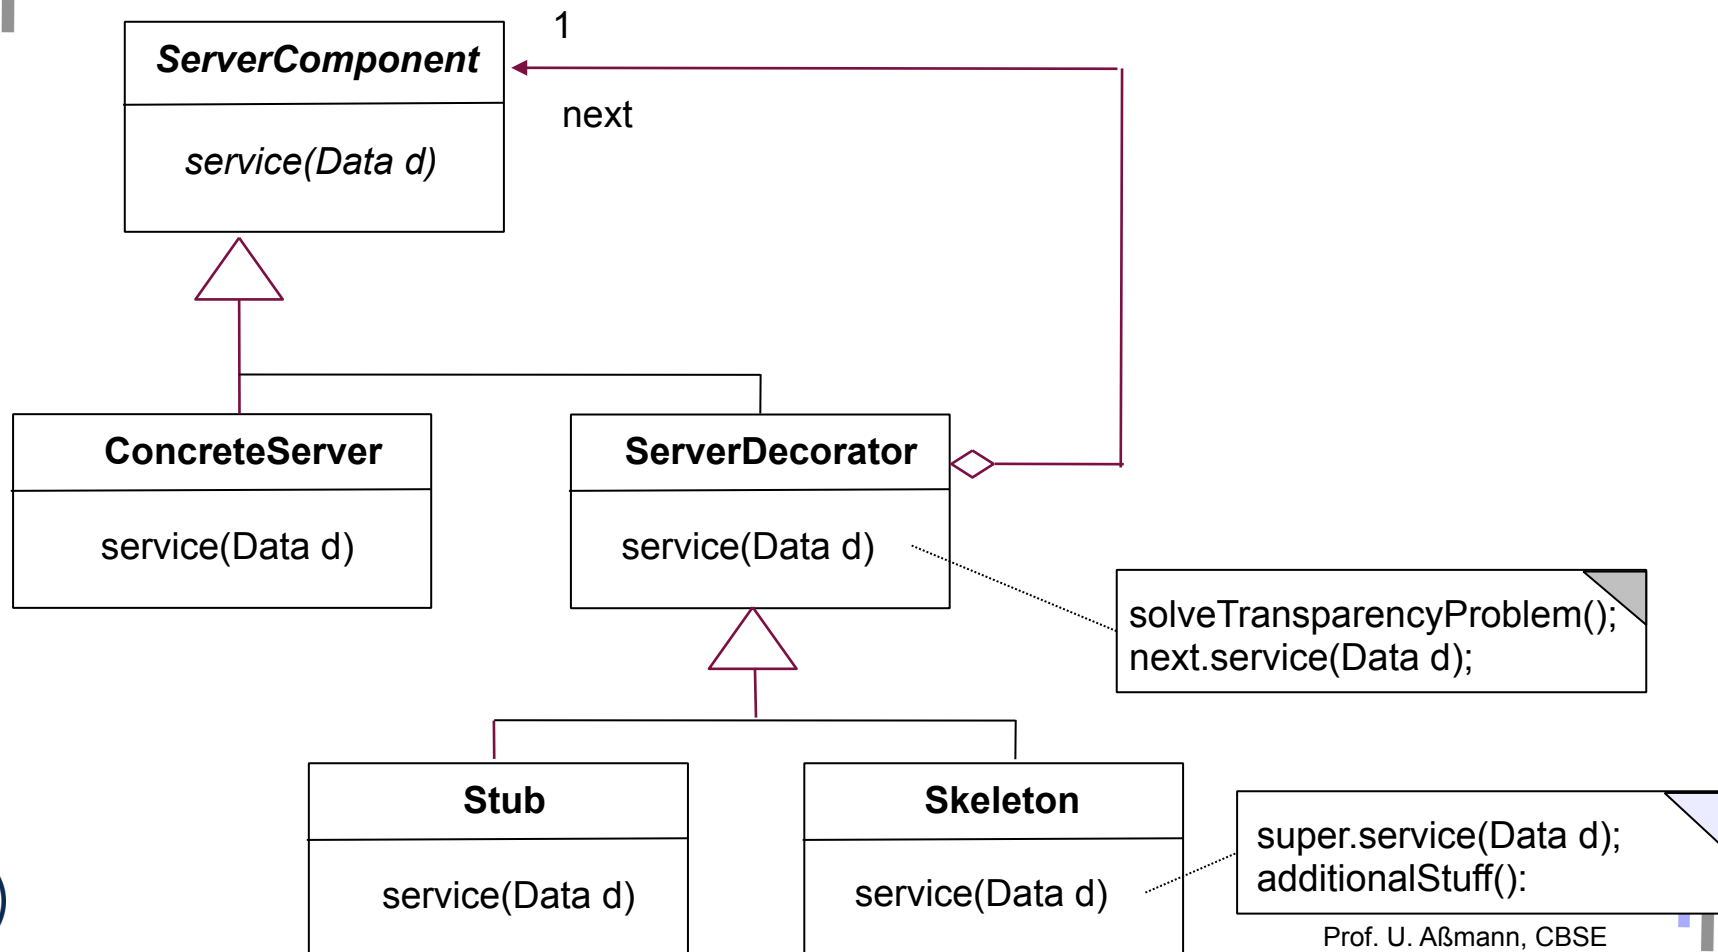 1
ServerComponent
next
service(Data d)
ConcreteServer
ServerDecorator
service(Data d)
service(Data d)
solveTransparencyProblem();
next.service(Data d);
Stub
Skeleton
service(Data d)
service(Data d)
super.service(Data d);
additionalStuff():
Prof. U. Aßmann, CBSE